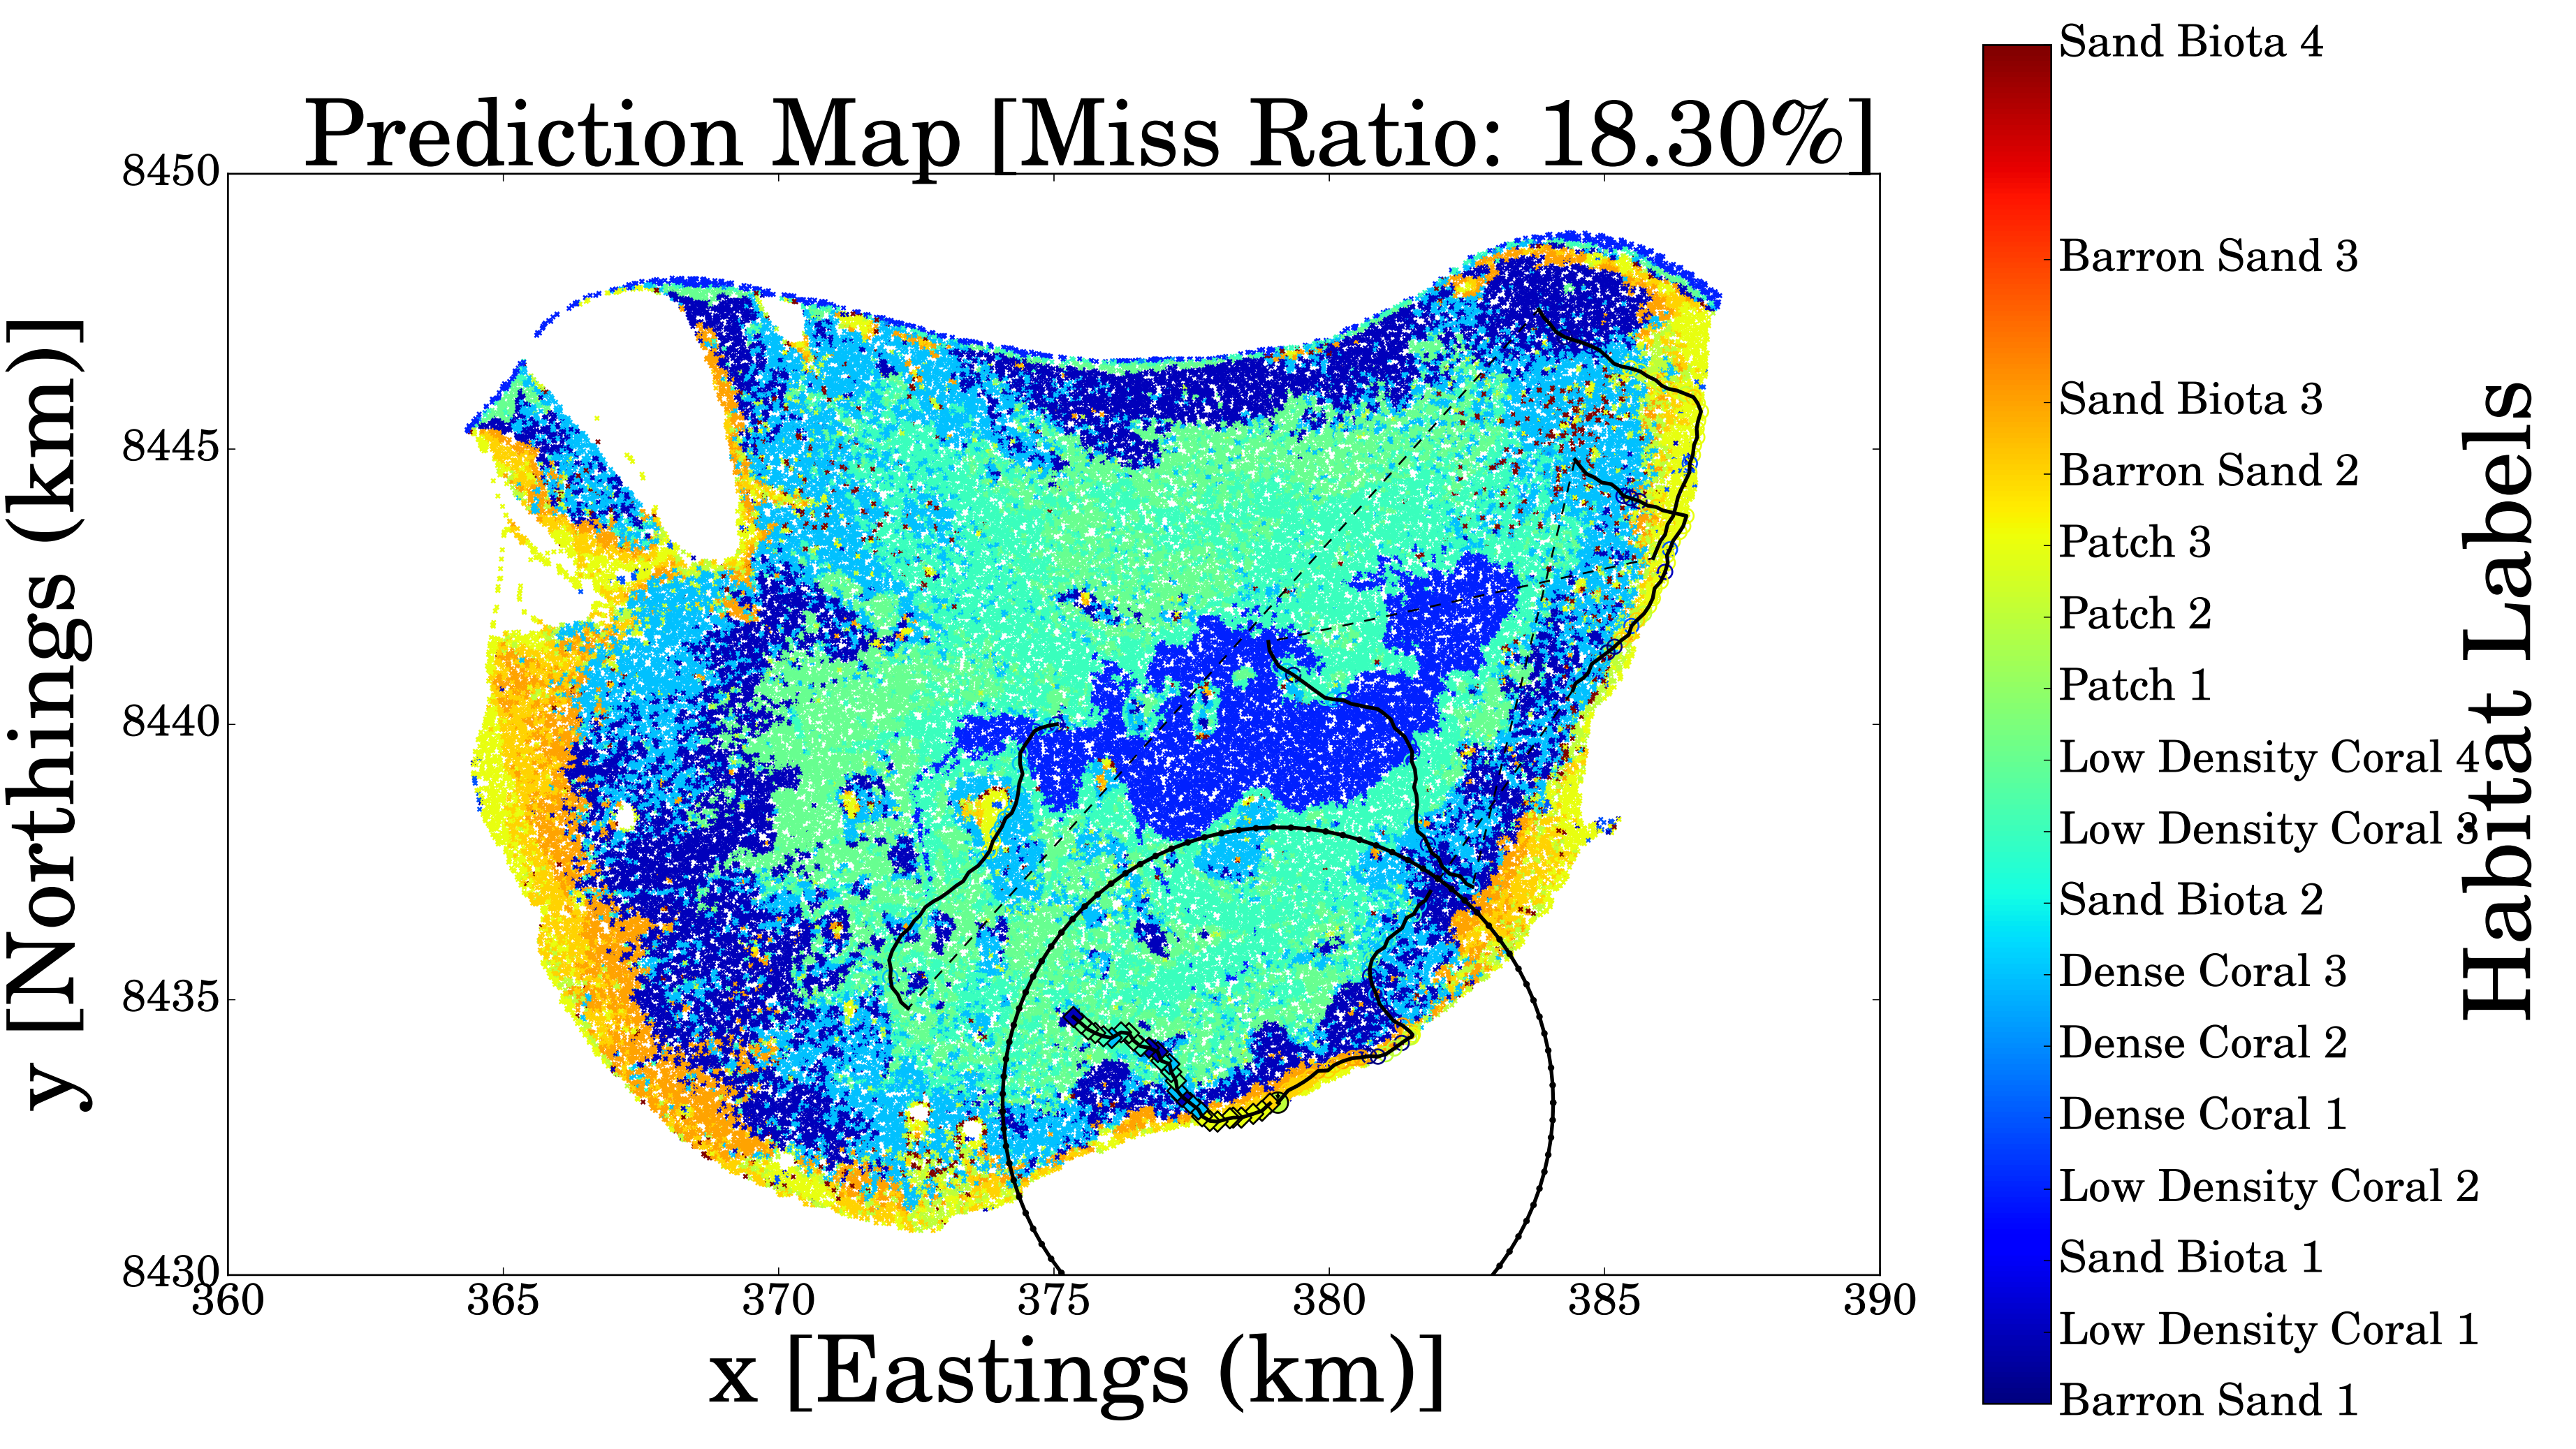 Prediction Map [Miss Ratio: 18.30%]
y [Northings (km)]
8450
8445
8440
8435
8430
360 365 370 375 380 385 390
x [Eastings (km)]
Sand Biota 4
Barron Sand 3
Sand Biota 3
Barron Sand 2
Patch 3
Patch 2
Patch 1
Low Density Coral 4
Low Density Coral 3
Sand Biota 2
Dense Coral 3
Dense Coral 2
Dense Coral 1
Low Density Coral 2
Sand Biota 1
Low Density Coral 1
Barron Sand 1
Habitat Labels